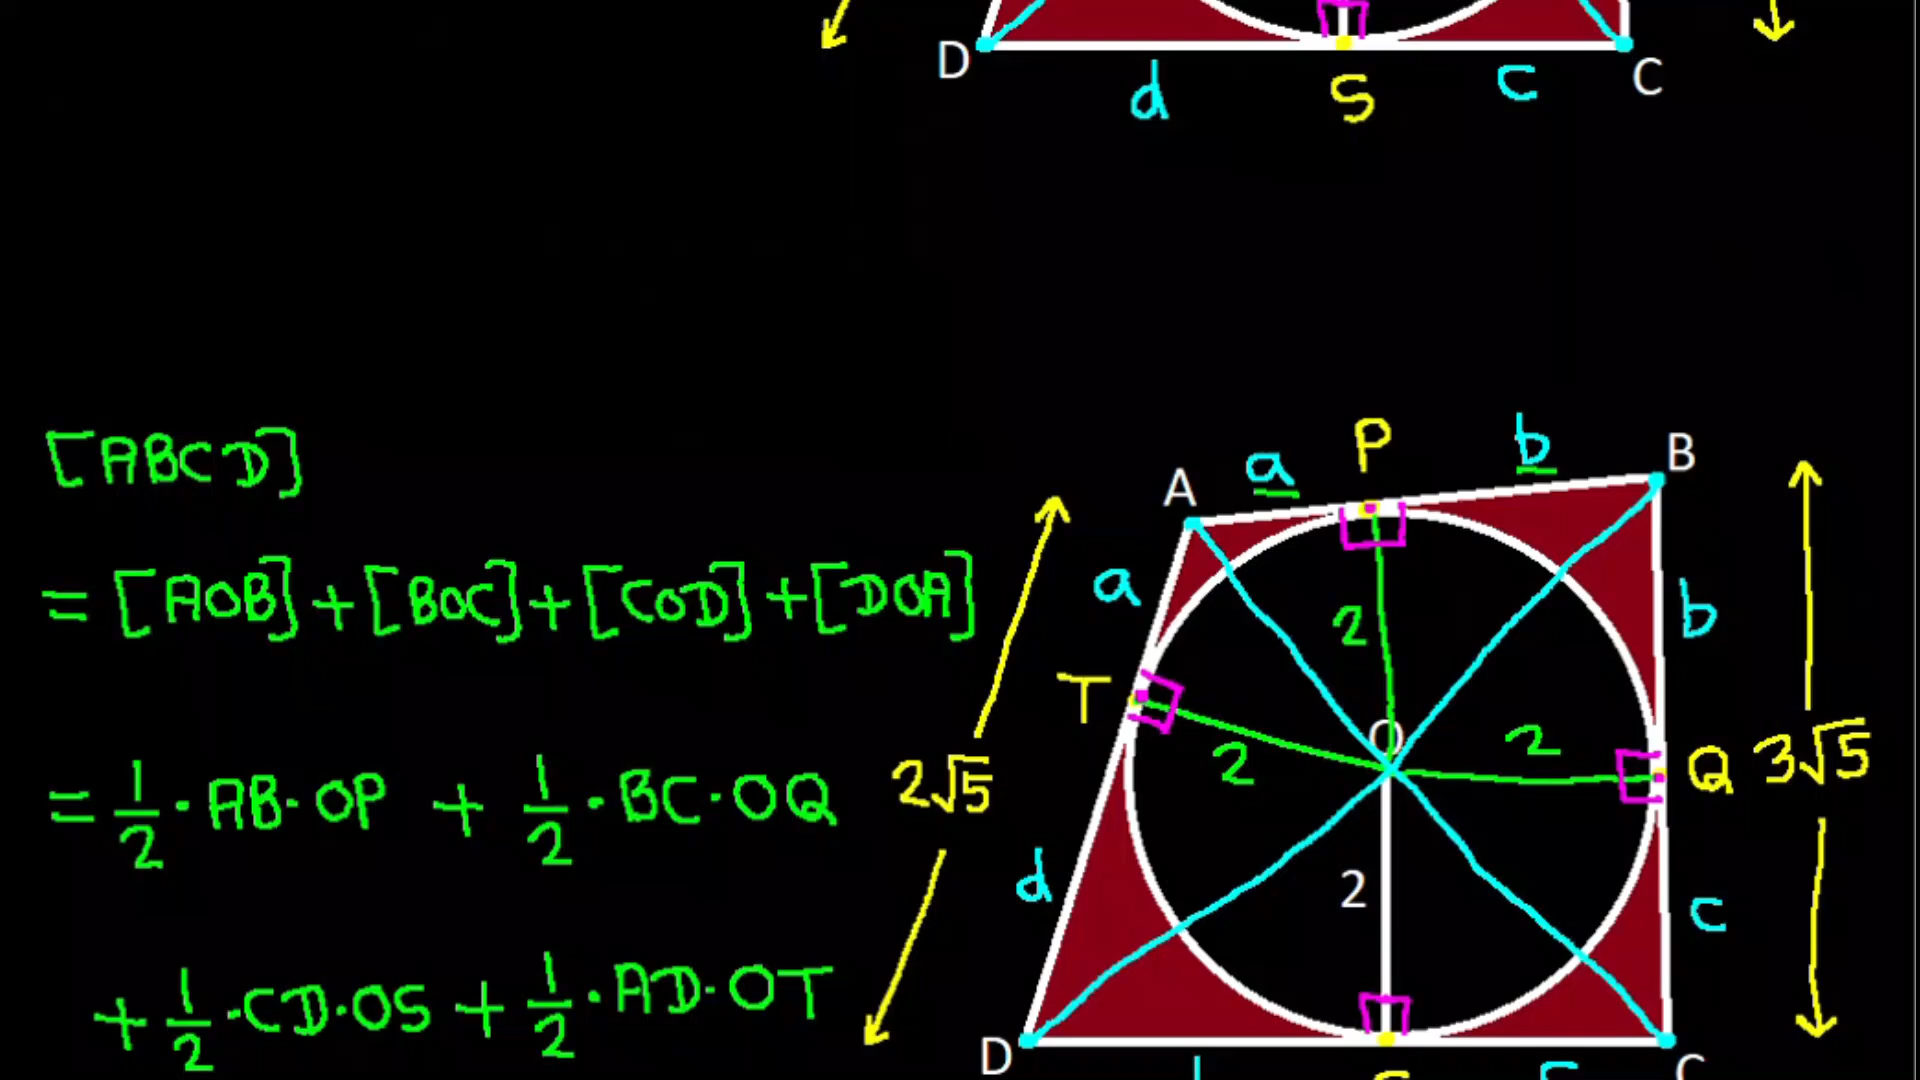 D
d
S
c
C
[ABCD]
= [AOB] + [BOC] + [COD] + [DOA]
= 1/2 · AB · OP + 1/2 · BC · OQ
+ 1/2 · CD · OS + 1/2 · AD · OT
P
b
B
a
A
a
2
b
T
O
2
2
Q
3√5
2√5
d
2
c
D
C